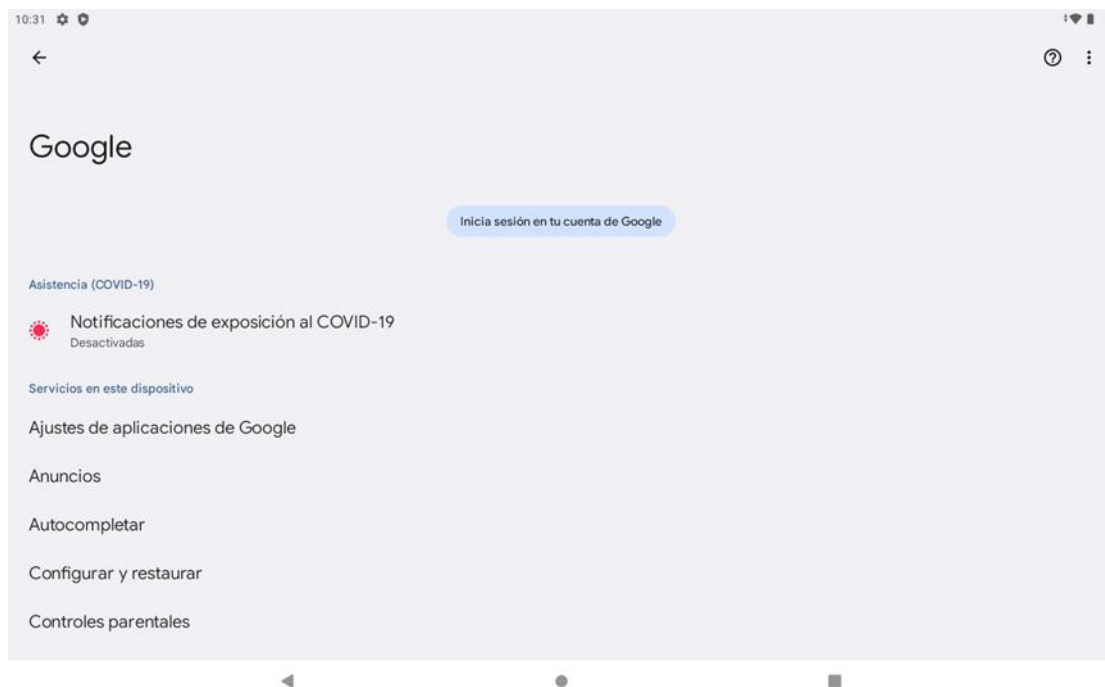 10:31
Google
Inicia sesión en tu cuenta de Google
Asistencia (COVID-19)
Notificaciones de exposición al COVID-19
Desactivadas
Servicios en este dispositivo
Ajustes de aplicaciones de Google
Anuncios
Autocompletar
Configurar y restaurar
Controles parentales